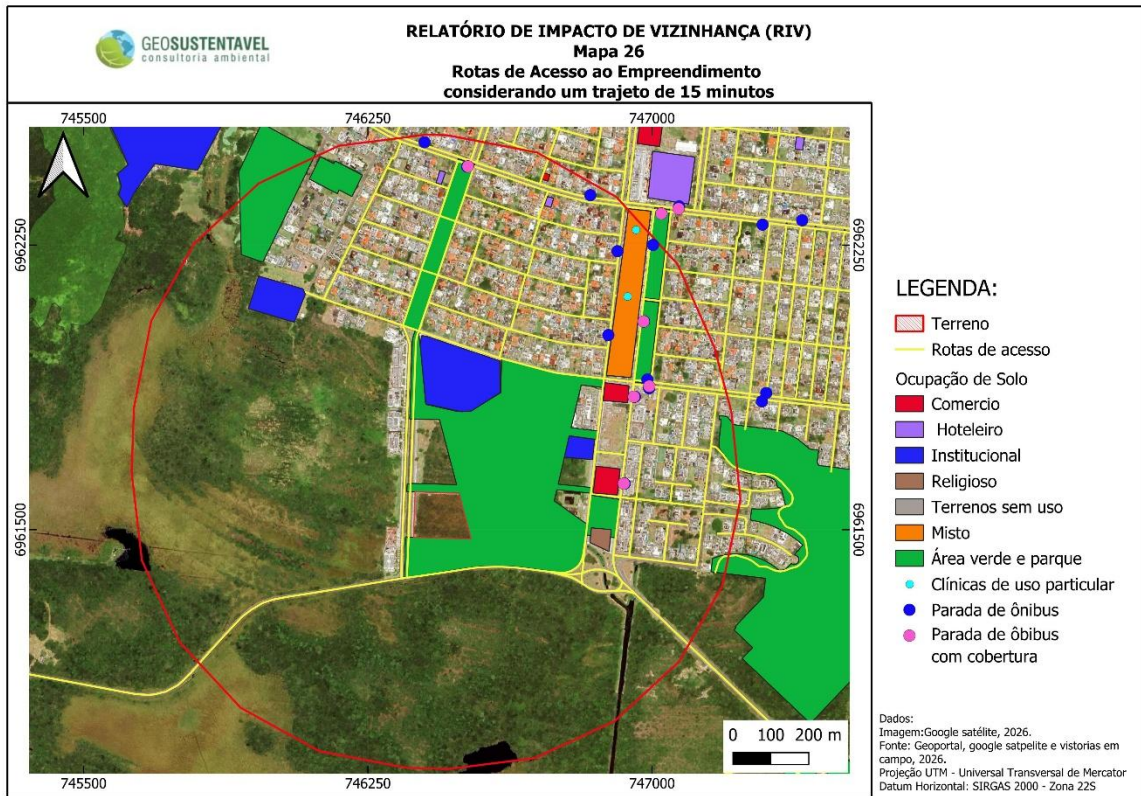 GEOSUSTENTAVEL
consultoria ambiental
RELATÓRIO DE IMPACTO DE VIZINHANÇA (RIV)
Mapa 26
Rotas de Acesso ao Empreendimento
considerando um trajeto de 15 minutos
745500
746250
747000
6962250
6962250
6961500
6961500
0 100 200 m
745500
746250
747000
LEGENDA:
Terreno
Rotas de acesso
Ocupação de Solo
Comercio
Hoteleiro
Institucional
Religioso
Terrenos sem uso
Misto
Área verde e parque
Clínicas de uso particular
Parada de ônibus
Parada de ôbibus
com cobertura
Dados:
Imagem:Google satélite, 2026.
Fonte: Geoportal, google satpelite e vistorias em
campo, 2026.
Projeção UTM - Universal Transversal de Mercator
Datum Horizontal: SIRGAS 2000 - Zona 22S